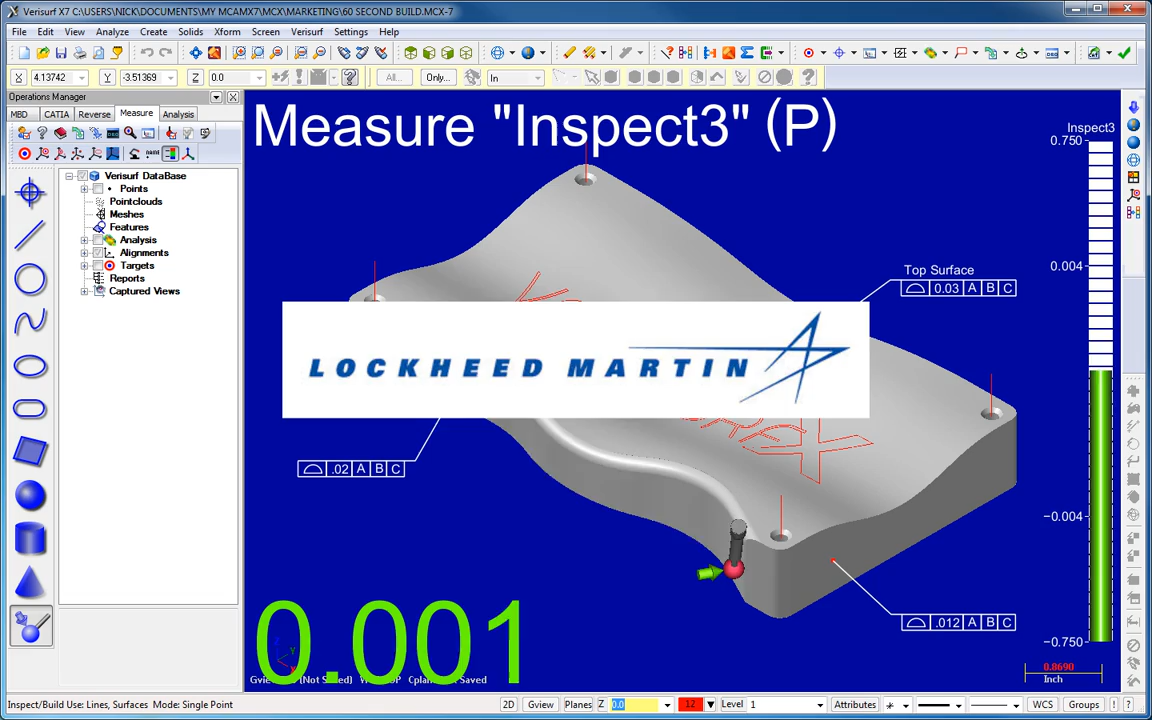 Verisurf X7 C:\USERS\NICK\DOCUMENTS\MY MCAMX7\MCX\MARKETING\60 SECOND BUILD.MCX-7
File Edit View Analyze Create Solids Xform Screen Verisurf Settings Help
X 4.13742 Y -3.51369 Z 0.0 All... Only... In
Operations Manager
MBD CATIA Reverse Measure Analysis
Verisurf DataBase
Points
Pointclouds
Meshes
Features
Analysis
Alignments
Targets
Reports
Captured Views
Measure "Inspect3" (P)
Inspect3
0.750
0.004
-0.004
-0.750
Top Surface
0.03 A B C
LOCKHEED MARTIN
.02 A B C
.012 A B C
0.001
0.8690
Inch
Inspect/Build Use: Lines, Surfaces Mode: Single Point
2D Gview Planes Z 0.0 12 Level 1 Attributes WCS Groups ! ?